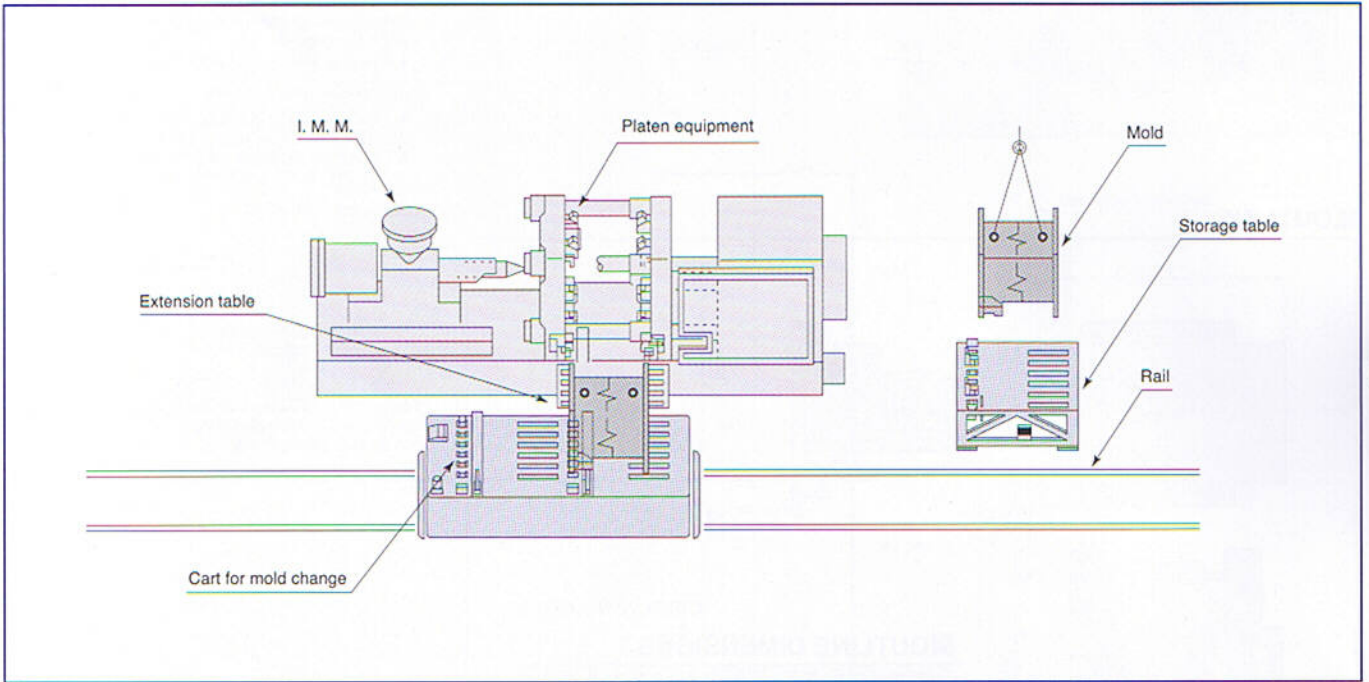 I. M. M.
Platen equipment
Mold
Storage table
Extension table
Rail
Cart for mold change